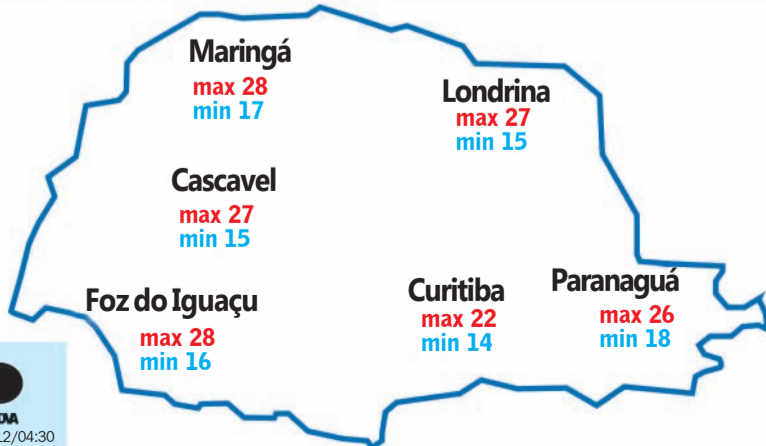 Maringá
max 28
min 17
Londrina
max 27
min 15
Cascavel
max 27
min 15
Foz do Iguaçu
max 28
min 16
Curitiba
max 22
min 14
Paranaguá
max 26
min 18